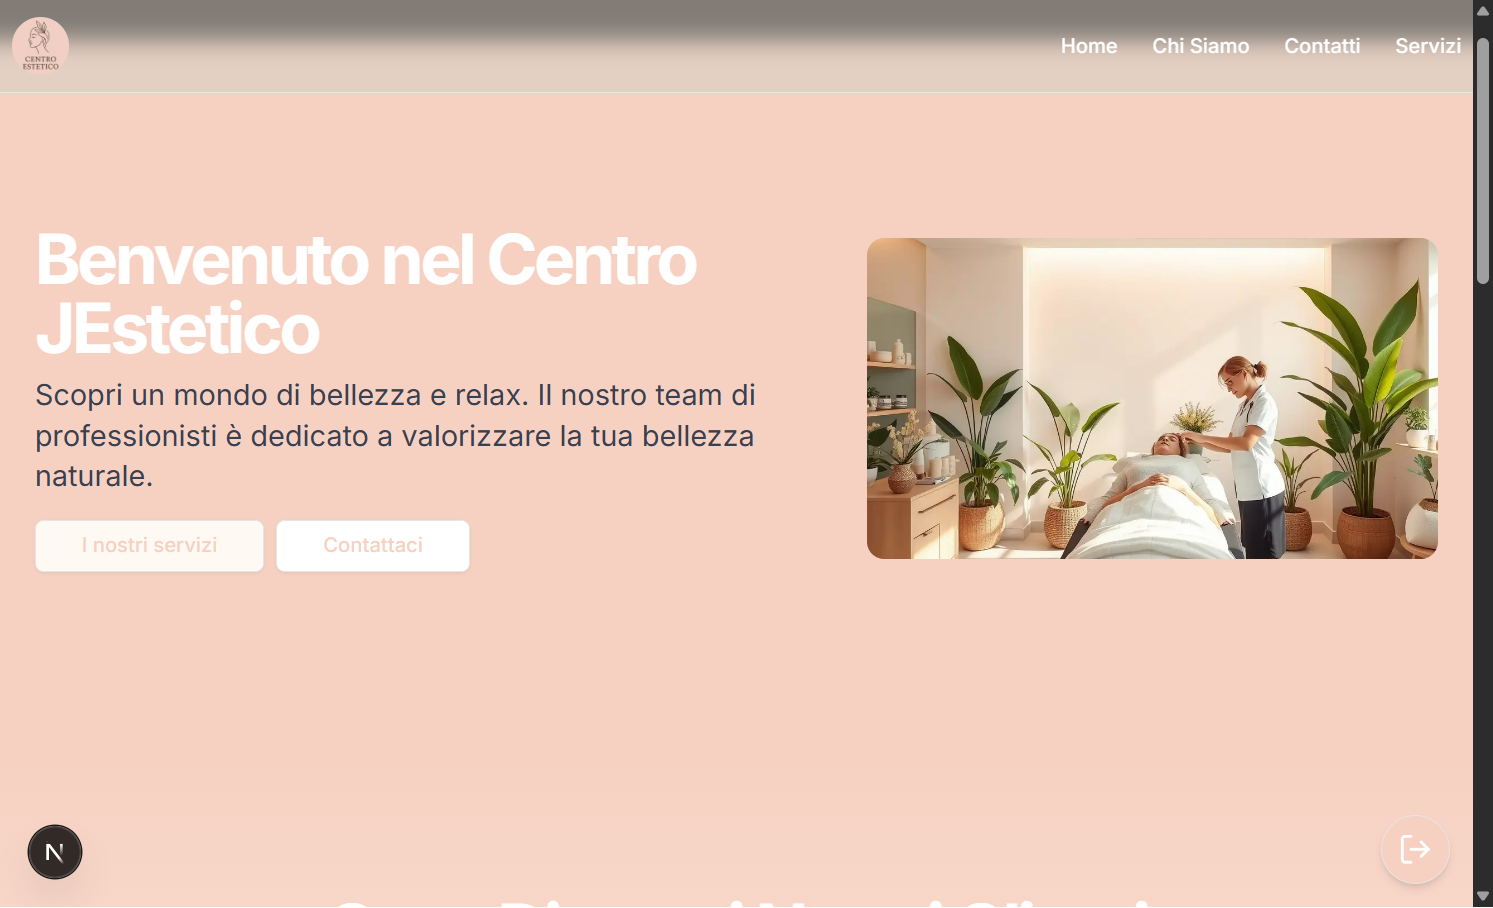 CENTRO
ESTETICO
Home Chi Siamo Contatti Servizi
Benvenuto nel Centro
JEstetico
Scopri un mondo di bellezza e relax. Il nostro team di
professionisti è dedicato a valorizzare la tua bellezza
naturale.
I nostri servizi Contattaci
N